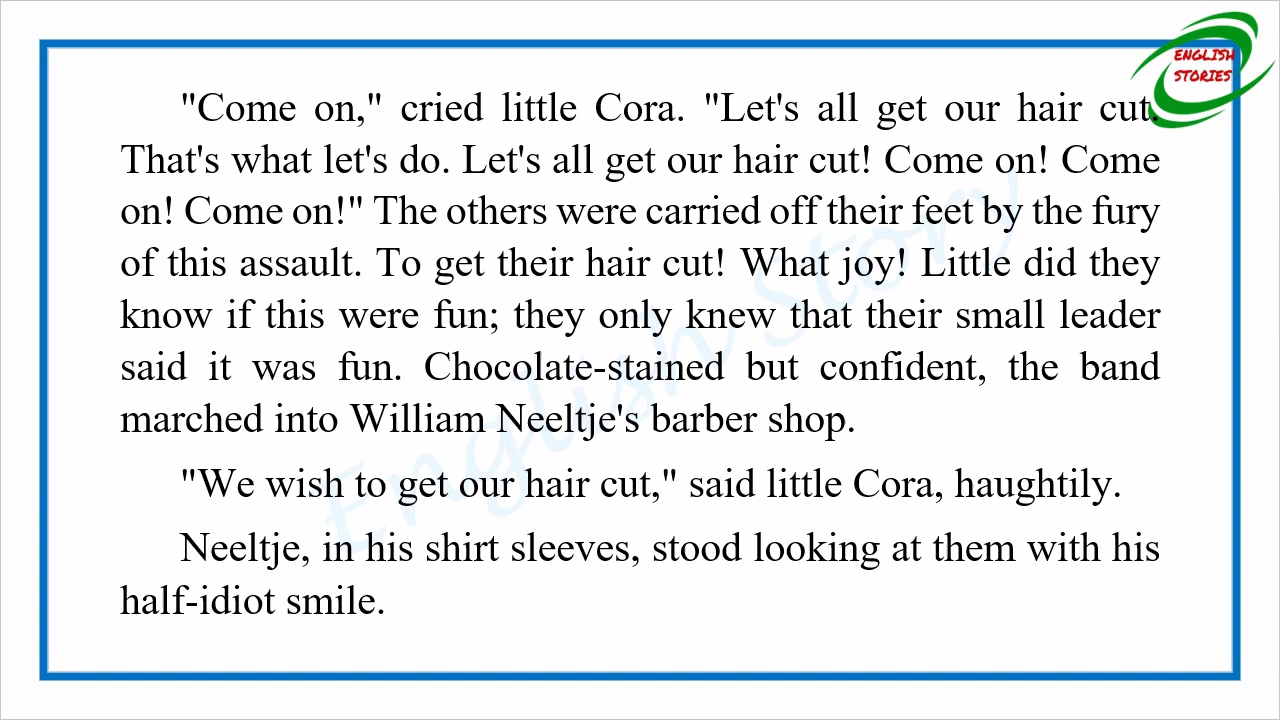 ENGLISH
STORIES
"Come on," cried little Cora. "Let's all get our hair cut.
That's what let's do. Let's all get our hair cut! Come on! Come
on! Come on!" The others were carried off their feet by the fury
of this assault. To get their hair cut! What joy! Little did they
know if this were fun; they only knew that their small leader
said it was fun. Chocolate-stained but confident, the band
marched into William Neeltje's barber shop.
"We wish to get our hair cut," said little Cora, haughtily.
Neeltje, in his shirt sleeves, stood looking at them with his
half-idiot smile.
English Story